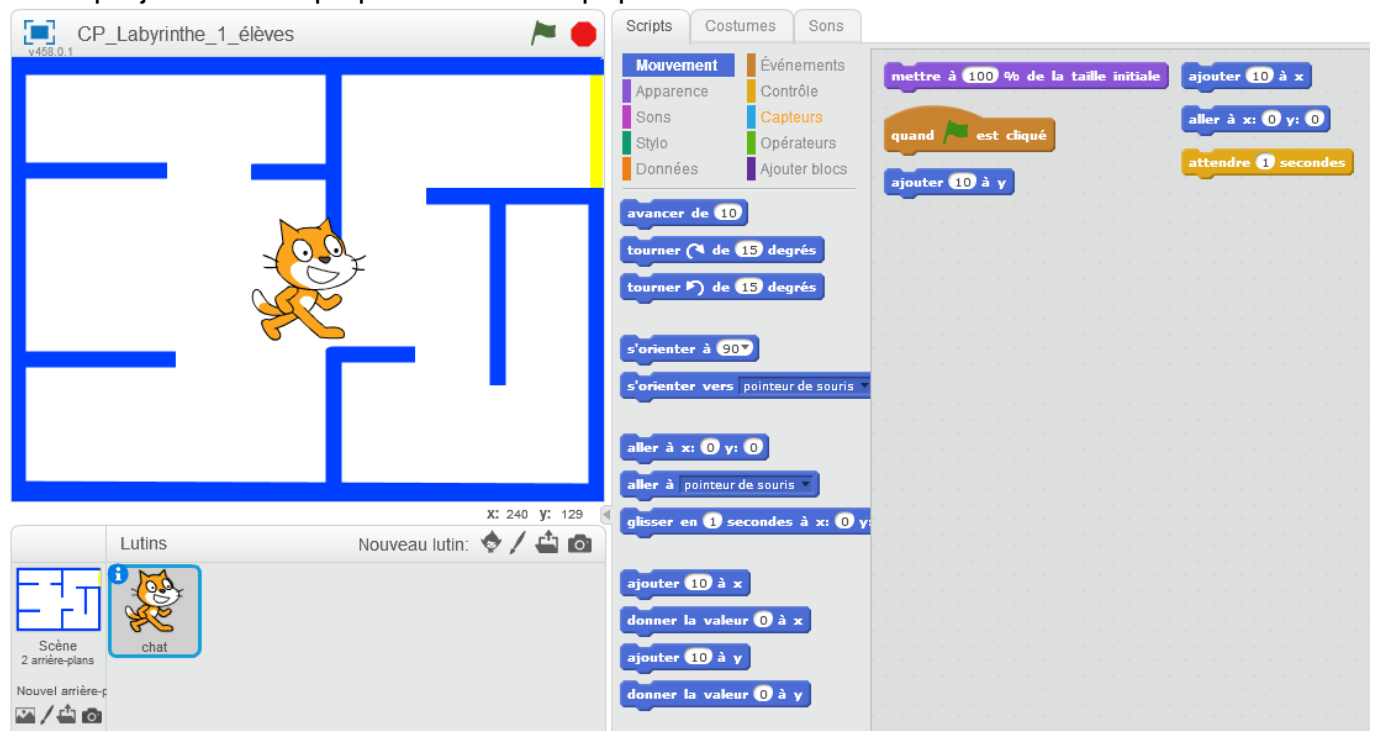 CP_Labyrinthe_1_élèves
v458.0.1
x: 240 y: 129
Lutins
Nouveau lutin:
Scène
2 arrière-plans
chat
Nouvel arrière-p
Scripts
Costumes
Sons
Mouvement
Événements
Apparence
Contrôle
Sons
Capteurs
Stylo
Opérateurs
Données
Ajouter blocs
avancer de 10
tourner de 15 degrés
tourner de 15 degrés
s'orienter à 90
s'orienter vers pointeur de souris
aller à x: 0 y: 0
aller à pointeur de souris
glisser en 1 secondes à x: 0 y:
ajouter 10 à x
donner la valeur 0 à x
ajouter 10 à y
donner la valeur 0 à y
mettre à 100 % de la taille initiale
quand est cliqué
ajouter 10 à y
ajouter 10 à x
aller à x: 0 y: 0
attendre 1 secondes